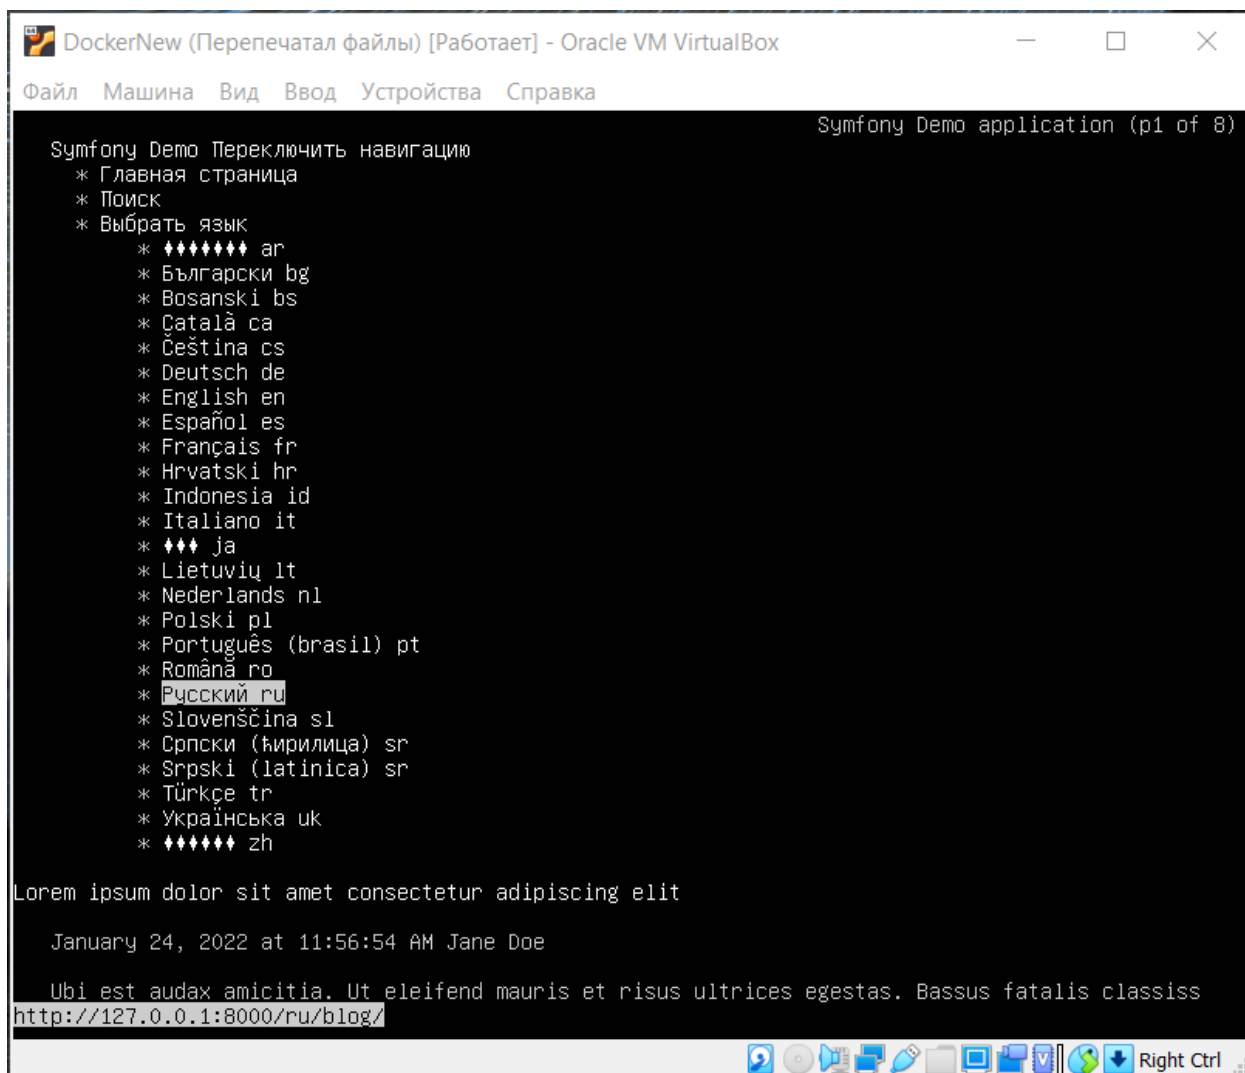 DockerNew (Перепечатал файлы) [Работает] - Oracle VM VirtualBox
Файл Машина Вид Ввод Устройства Справка
Symfony Demo application (p1 of 8)
Symfony Demo Переключить навигацию
* Главная страница
* Поиск
* Выбрать язык
* ♦♦♦♦♦♦♦ ar
* Български bg
* Bosanski bs
* Català ca
* Čeština cs
* Deutsch de
* English en
* Español es
* Français fr
* Hrvatski hr
* Indonesia id
* Italiano it
* ♦♦♦ ja
* Lietuvių lt
* Nederlands nl
* Polski pl
* Português (brasil) pt
* Română ro
* Русский ru
* Slovenščina sl
* Српски (ћирилица) sr
* Srpski (latinica) sr
* Türkçe tr
* Українська uk
* ♦♦♦♦♦♦ zh
Lorem ipsum dolor sit amet consectetur adipiscing elit
January 24, 2022 at 11:56:54 AM Jane Doe
Ubi est audax amicitia. Ut eleifend mauris et risus ultrices egestas. Bassus fatalis classiss
http://127.0.0.1:8000/ru/blog/
Right Ctrl